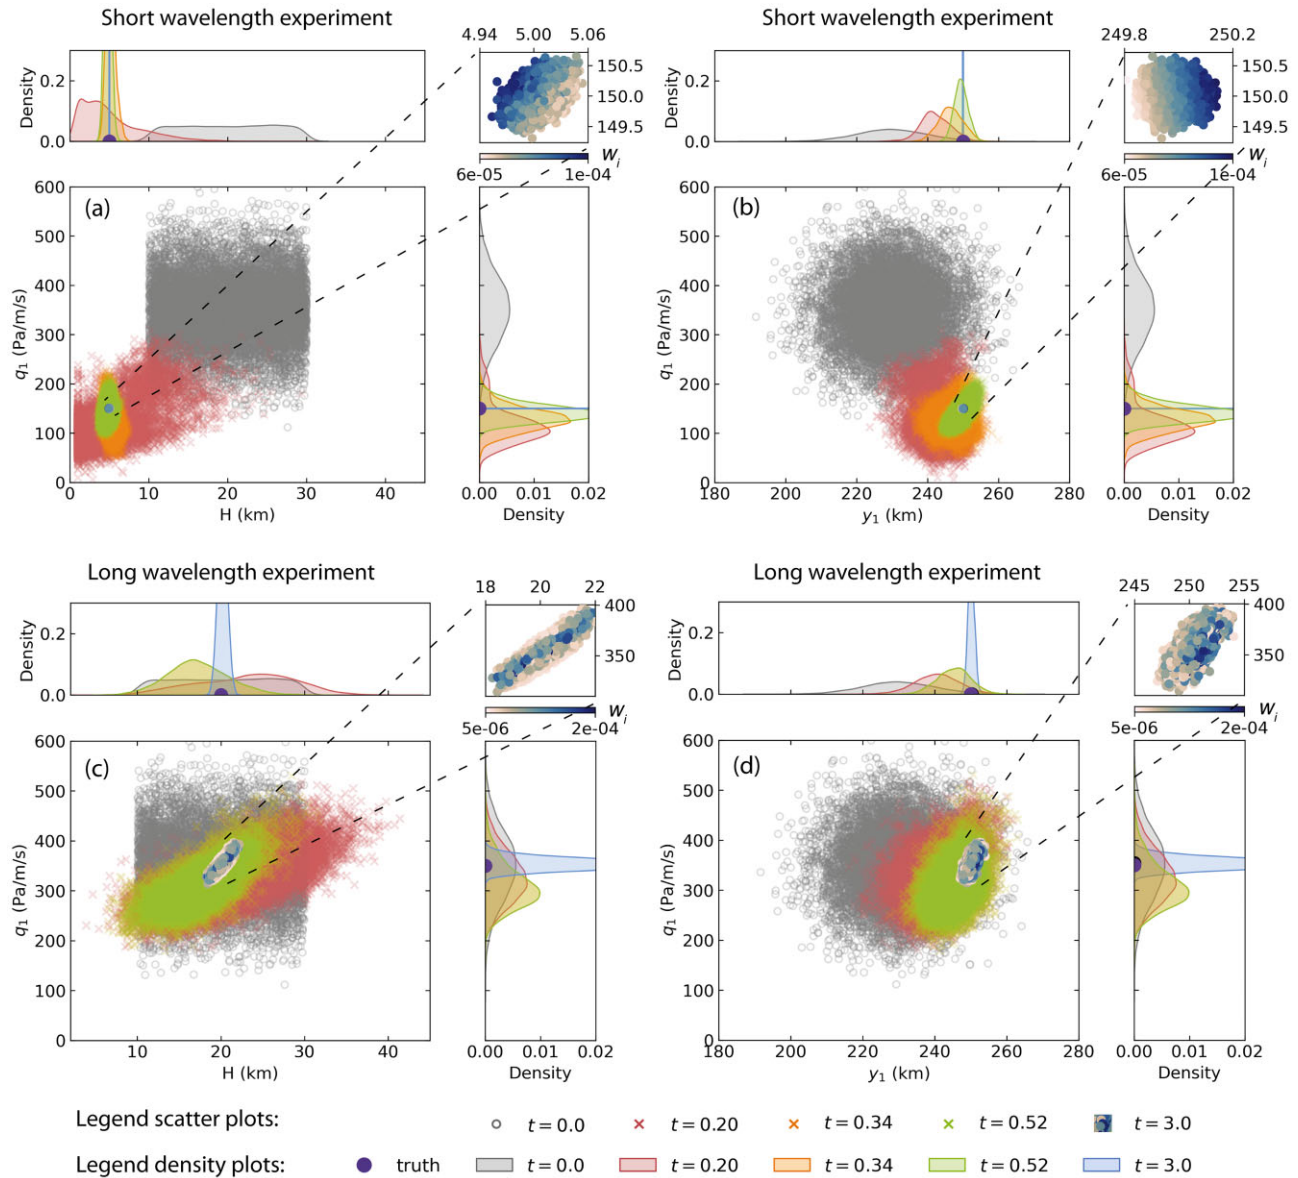 Short wavelength experiment
Short wavelength experiment
4.94 5.00 5.06
249.8 250.2
Density
0.2
0.0
150.5
150.0
149.5
Density
0.2
0.0
150.5
150.0
149.5
w_i
6e-05 1e-04
w_i
6e-05 1e-04
(a)
q₁ (Pa/m/s)
600
500
400
300
200
100
0
0 10 20 30 40
H (km)
0.00 0.01 0.02
Density
(b)
q₁ (Pa/m/s)
600
500
400
300
200
100
0
180 200 220 240 260 280
y₁ (km)
0.00 0.01 0.02
Density
Long wavelength experiment
Long wavelength experiment
18 20 22
245 250 255
Density
0.2
0.0
400
350
Density
0.2
0.0
400
350
w_i
5e-06 2e-04
w_i
5e-06 2e-04
(c)
q₁ (Pa/m/s)
600
500
400
300
200
100
0
10 20 30 40
H (km)
0.00 0.01 0.02
Density
(d)
q₁ (Pa/m/s)
600
500
400
300
200
100
0
180 200 220 240 260 280
y₁ (km)
0.00 0.01 0.02
Density
Legend scatter plots: t = 0.0 t = 0.20 t = 0.34 t = 0.52 t = 3.0
Legend density plots: truth t = 0.0 t = 0.20 t = 0.34 t = 0.52 t = 3.0